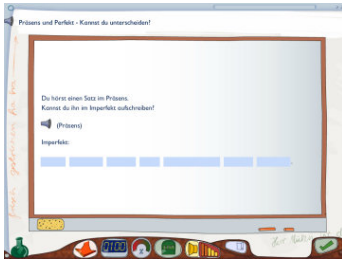 Präsens und Perfekt - Kannst du unterscheiden?
Du hörst einen Satz im Präsens.
Kannst du ihn im Imperfekt aufschreiben?
(Präsens)
Imperfekt: